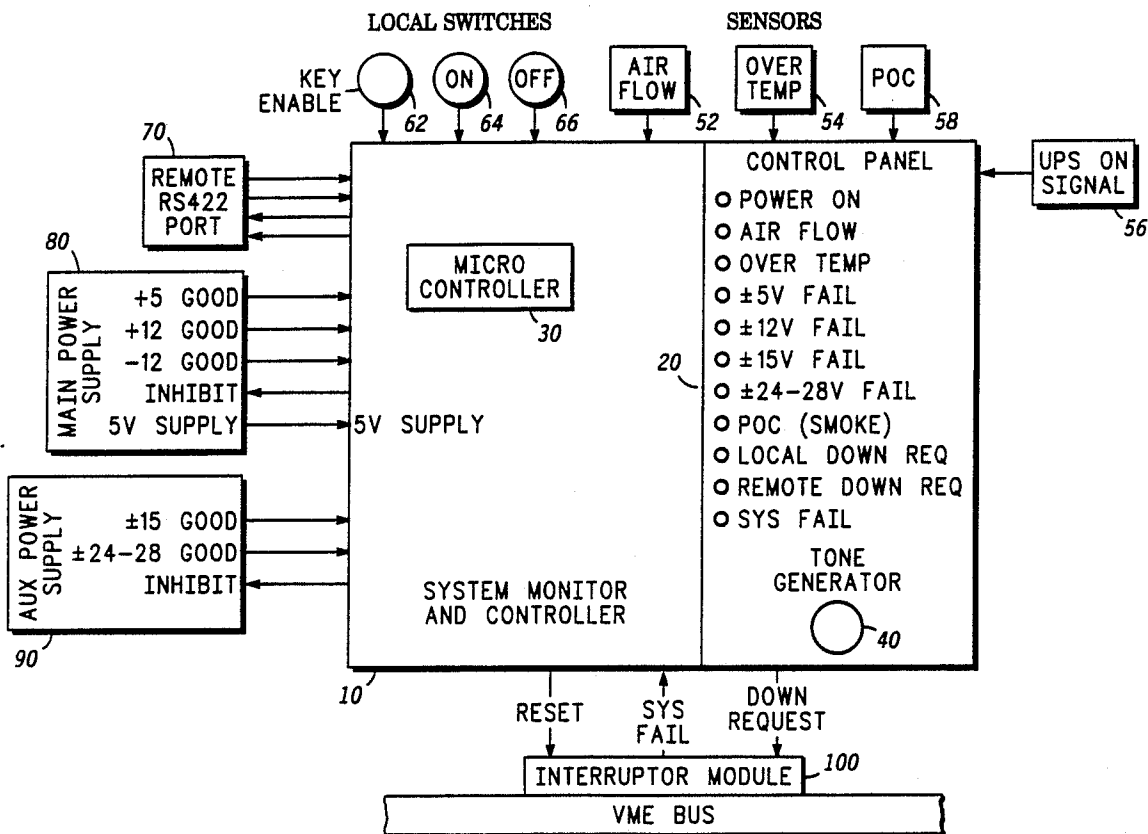 LOCAL SWITCHES
SENSORS
KEY
ENABLE
ON
OFF
62
64
66
AIR
FLOW
52
OVER
TEMP
54
POC
58
70
REMOTE
RS422
PORT
UPS ON
SIGNAL
56
80
MAIN POWER
SUPPLY
+5 GOOD
+12 GOOD
-12 GOOD
INHIBIT
5V SUPPLY
5V SUPPLY
MICRO
CONTROLLER
30
20
CONTROL PANEL
POWER ON
AIR FLOW
OVER TEMP
±5V FAIL
±12V FAIL
±15V FAIL
±24-28V FAIL
POC (SMOKE)
LOCAL DOWN REQ
REMOTE DOWN REQ
SYS FAIL
TONE
GENERATOR
40
AUX POWER
SUPPLY
±15 GOOD
±24-28 GOOD
INHIBIT
90
SYSTEM MONITOR
AND CONTROLLER
10
RESET
SYS
FAIL
DOWN
REQUEST
INTERRUPTOR MODULE
100
VME BUS